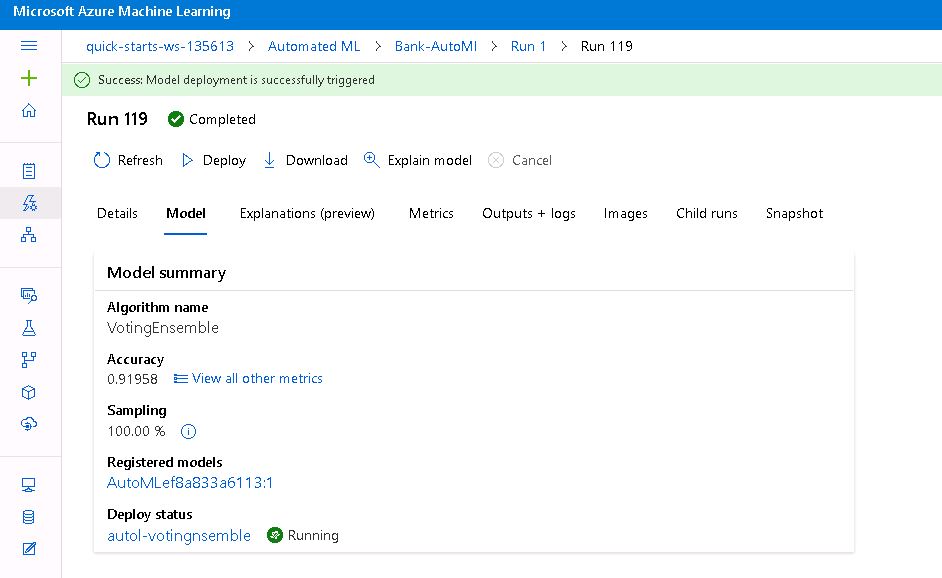 Microsoft Azure Machine Learning
quick-starts-ws-135613 > Automated ML > Bank-AutoMl > Run 1 > Run 119
Success: Model deployment is successfully triggered
Run 119 Completed
Refresh Deploy Download Explain model Cancel
Details Model Explanations (preview) Metrics Outputs + logs Images Child runs Snapshot
Model summary
Algorithm name
VotingEnsemble
Accuracy
0.91958 View all other metrics
Sampling
100.00 %
Registered models
AutoMLef8a833a6113:1
Deploy status
autol-votingnsemble Running